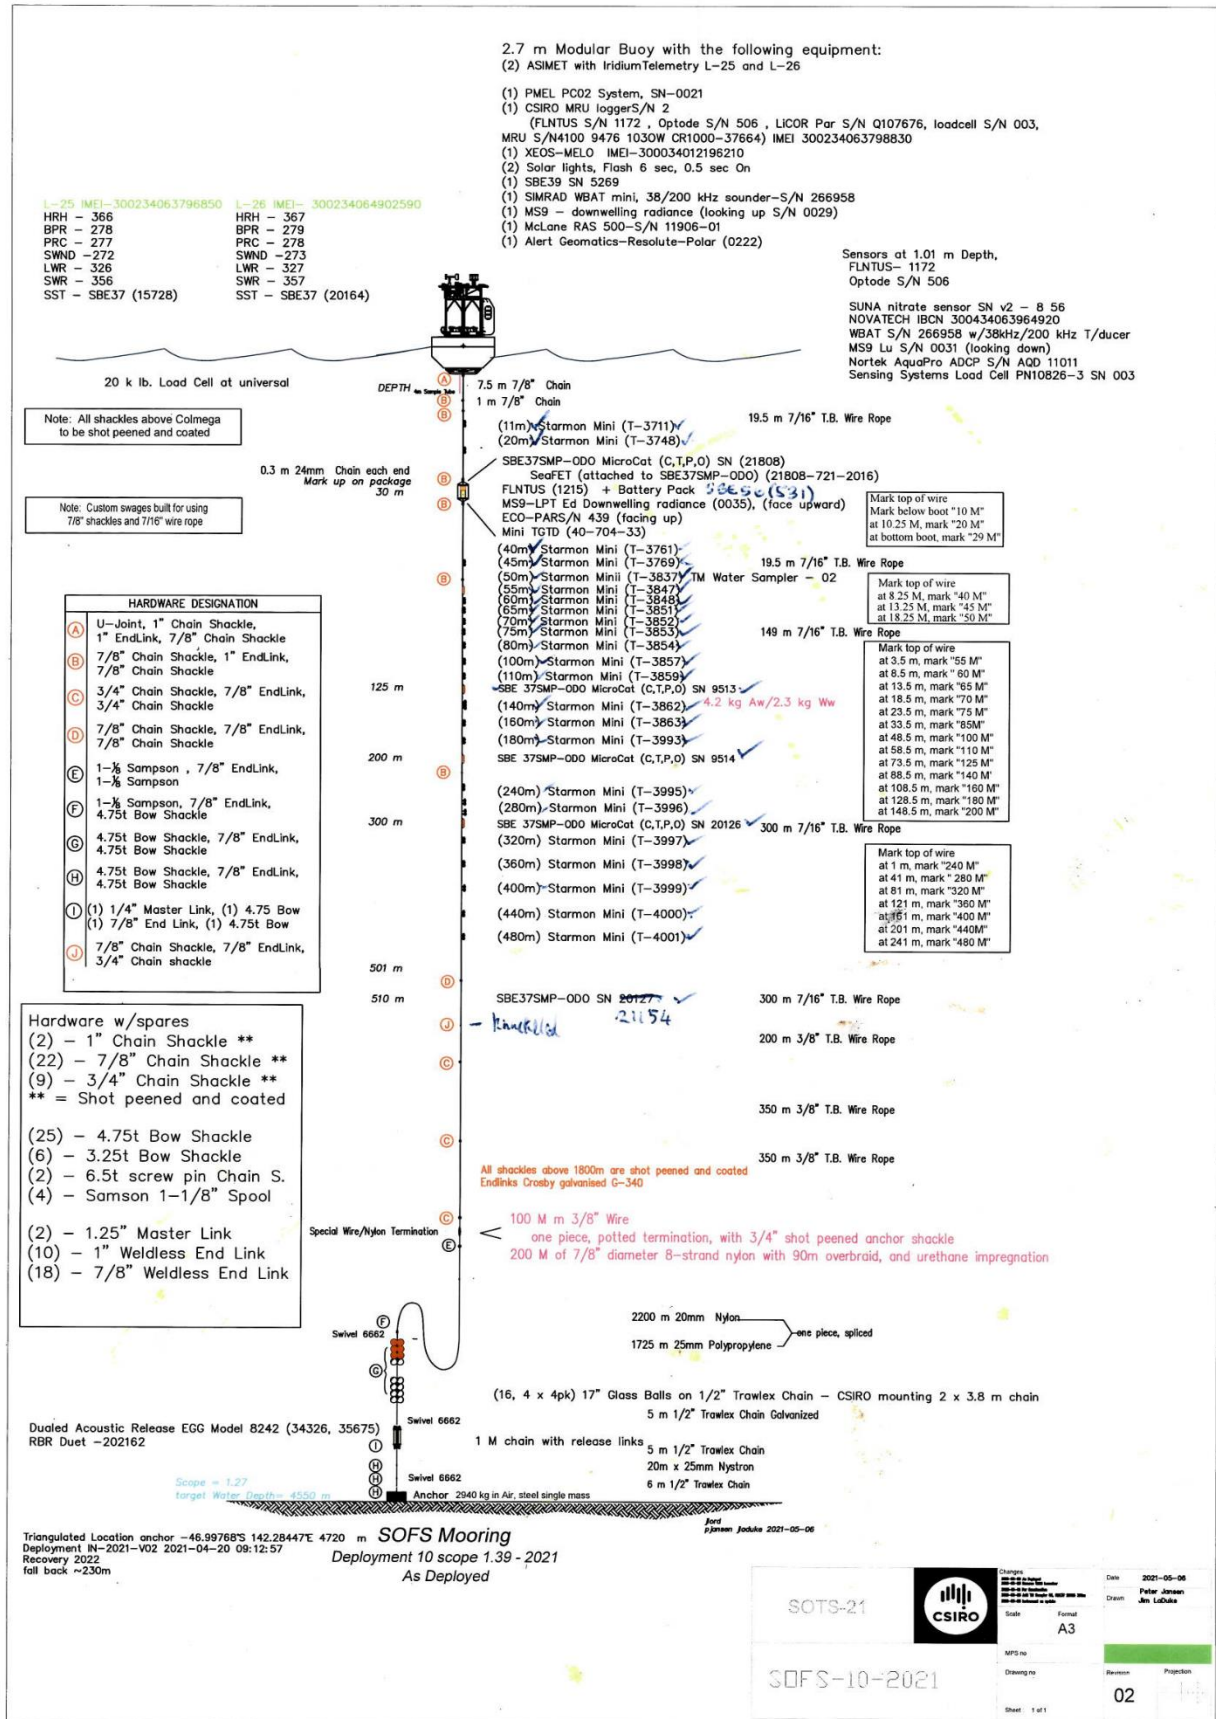 2.7 m Modular Buoy with the following equipment:
(2) ASIMET with IridiumTelemetry L-25 and L-26
(1) PMEL PC02 System, SN-0021
(1) CSIRO MRU loggerS/N 2
(FLNTUS S/N 1172 , Optode S/N 506 , LiCOR Par S/N Q107676, loadcell S/N 003,
MRU S/N4100 9476 1030W CR1000-37664) IMEI 300234063798830
(1) XEOS-MELO IMEI-300034012196210
(2) Solar lights, Flash 6 sec, 0.5 sec On
(1) SBE39 SN 5269
(1) SIMRAD WBAT mini, 38/200 kHz sounder-S/N 266958
(1) MS9 - downwelling radiance (looking up S/N 0029)
(1) McLane RAS 500-S/N 11906-01
(1) Alert Geomatics-Resolute-Polar (0222)
L-25 IMEI-300234063796850
HRH - 366
BPR - 278
PRC - 277
SWND -272
LWR - 326
SWR - 356
SST - SBE37 (15728)
L-26 IMEI- 300234064902590
HRH - 367
BPR - 279
PRC - 278
SWND -273
LWR - 327
SWR - 357
SST - SBE37 (20164)
Sensors at 1.01 m Depth,
FLNTUS- 1172
Optode S/N 506
SUNA nitrate sensor SN v2 - 8 56
NOVATECH IBCN 300434063964920
WBAT S/N 266958 w/38kHz/200 kHz T/ducer
MS9 Lu S/N 0031 (looking down)
Nortek AquaPro ADCP S/N AQD 11011
Sensing Systems Load Cell PN10826-3 SN 003
20 k lb. Load Cell at universal
DEPTH
4m Sample Tube
A
7.5 m 7/8" Chain
B
1 m 7/8" Chain
B
Note: All shackles above Colmega
to be shot peened and coated
19.5 m 7/16" T.B. Wire Rope
(11m) Starmon Mini (T-3711)
(20m) Starmon Mini (T-3748)
0.3 m 24mm Chain each end
Mark up on package
30 m
B
B
SBE37SMP-ODO MicroCat (C,T,P,O) SN (21808)
SeaFET (attached to SBE37SMP-ODO) (21808-721-2016)
FLNTUS (1215) + Battery Pack SBE50(531)
MS9-LPT Ed Downwelling radiance (0035), (face upward)
ECO-PARS/N 439 (facing up)
Mini TGTD (40-704-33)
Note: Custom swages built for using
7/8" shackles and 7/16" wire rope
Mark top of wire
Mark below boot "10 M"
at 10.25 M, mark "20 M"
at bottom boot, mark "29 M"
(40m) Starmon Mini (T-3761)
(45m) Starmon Mini (T-3769)
19.5 m 7/16" T.B. Wire Rope
B
(50m) Starmon Minii (T-3837) TM Water Sampler - 02
(55m) Starmon Mini (T-3847)
(60m) Starmon Mini (T-3848)
(65m) Starmon Mini (T-3851)
(70m) Starmon Mini (T-3852)
(75m) Starmon Mini (T-3853)
149 m 7/16" T.B. Wire Rope
(80m) Starmon Mini (T-3854)
(100m) Starmon Mini (T-3857)
(110m) Starmon Mini (T-3859)
125 m
SBE 37SMP-ODO MicroCat (C,T,P,O) SN 9513
(140m) Starmon Mini (T-3862)
4.2 kg Aw/2.3 kg Ww
(160m) Starmon Mini (T-3863)
(180m) Starmon Mini (T-3993)
200 m
SBE 37SMP-ODO MicroCat (C,T,P,O) SN 9514
B
(240m) Starmon Mini (T-3995)
(280m) Starmon Mini (T-3996)
300 m
SBE 37SMP-ODO MicroCat (C,T,P,O) SN 20126
300 m 7/16" T.B. Wire Rope
(320m) Starmon Mini (T-3997)
(360m) Starmon Mini (T-3998)
(400m) Starmon Mini (T-3999)
(440m) Starmon Mini (T-4000)
(480m) Starmon Mini (T-4001)
Mark top of wire
at 8.25 M, mark "40 M"
at 13.25 M, mark "45 M"
at 18.25 M, mark "50 M"
Mark top of wire
at 3.5 m, mark "55 M"
at 8.5 m, mark " 60 M"
at 13.5 m, mark "65 M"
at 18.5 m, mark "70 M"
at 23.5 m, mark "75 M"
at 33.5 m, mark "85M"
at 48.5 m, mark "100 M"
at 58.5 m, mark "110 M"
at 73.5 m, mark "125 M"
at 88.5 m, mark "140 M"
at 108.5 m, mark "160 M"
at 128.5 m, mark "180 M"
at 148.5 m, mark "200 M"
Mark top of wire
at 1 m, mark "240 M"
at 41 m, mark " 280 M"
at 81 m, mark "320 M"
at 121 m, mark "360 M"
at 161 m, mark "400 M"
at 201 m, mark "440M"
at 241 m, mark "480 M"
HARDWARE DESIGNATION
A U-Joint, 1" Chain Shackle,
1" EndLink, 7/8" Chain Shackle
B 7/8" Chain Shackle, 1" EndLink,
7/8" Chain Shackle
C 3/4" Chain Shackle, 7/8" EndLink,
3/4" Chain Shackle
D 7/8" Chain Shackle, 7/8" EndLink,
7/8" Chain Shackle
E 1-1/8 Sampson , 7/8" EndLink,
1-1/8 Sampson
F 1-1/8 Sampson, 7/8" EndLink,
4.75t Bow Shackle
G 4.75t Bow Shackle, 7/8" EndLink,
4.75t Bow Shackle
H 4.75t Bow Shackle, 7/8" EndLink,
4.75t Bow Shackle
I (1) 1/4" Master Link, (1) 4.75 Bow
(1) 7/8" End Link, (1) 4.75t Bow
J 7/8" Chain Shackle, 7/8" EndLink,
3/4" Chain shackle
501 m
D
510 m
SBE37SMP-ODO SN 20127
21154
300 m 7/16" T.B. Wire Rope
J
200 m 3/8" T.B. Wire Rope
C
350 m 3/8" T.B. Wire Rope
C
350 m 3/8" T.B. Wire Rope
Hardware w/spares
(2) - 1" Chain Shackle **
(22) - 7/8" Chain Shackle **
(9) - 3/4" Chain Shackle **
** = Shot peened and coated
(25) - 4.75t Bow Shackle
(6) - 3.25t Bow Shackle
(2) - 6.5t screw pin Chain S.
(4) - Samson 1-1/8" Spool
(2) - 1.25" Master Link
(10) - 1" Weldless End Link
(18) - 7/8" Weldless End Link
All shackles above 1800m are shot peened and coated
Endlinks Crosby galvanised G-340
C
Special Wire/Nylon Termination
E
100 M m 3/8" Wire
one piece, potted termination, with 3/4" shot peened anchor shackle
200 M of 7/8" diameter 8-strand nylon with 90m overbraid, and urethane impregnation
F
Swivel 6662
2200 m 20mm Nylon
1725 m 25mm Polypropylene
one piece, spliced
G
(16, 4 x 4pk) 17" Glass Balls on 1/2" Trawlex Chain - CSIRO mounting 2 x 3.8 m chain
5 m 1/2" Trawlex Chain Galvanized
Swivel 6662
Dualed Acoustic Release EGG Model 8242 (34326, 35675)
RBR Duet -202162
I
1 M chain with release links
5 m 1/2" Trawlex Chain
H
20m x 25mm Nystron
H
Swivel 6662
6 m 1/2" Trawlex Chain
H
Anchor 2940 kg in Air, steel single mass
Scope = 1.27
target Water Depth= 4550 m
jlord
pjansen jladuke 2021-05-06
Triangulated Location anchor -46.99768°S 142.28447°E 4720 m
Deployment IN-2021-V02 2021-04-20 09:12:57
Recovery 2022
fall back ~230m
SOFS Mooring
Deployment 10 scope 1.39 - 2021
As Deployed
SOTS-21
CSIRO
SOFS-10-2021
Changes
Date 2021-05-06
Drawn Peter Jansen
Jim LaDuke
Scale
Format
A3
MPS no
Drawing no
Revision
02
Projection
Sheet 1 of 1